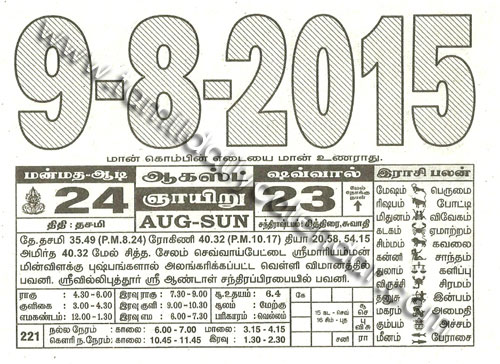 9-8-2015
மான் கொம்பின் எடையை மான் உணராது.
மன்மத-ஆடி ஆகஸ்ட் ஷவ்வால் இராசி பலன்
24 ஞாயிறு 23 மேல் நோக்கு நாள்
திதி : தசமி AUG-SUN சந்திராஷ்டமம் : சித்திரை, சுவாதி
தே.தசமி 35.49 (P.M.8.24) ரோகிணி 40.32 (P.M.10.17) தியா 20.58, 54.15
அமிர்த 40.32 மேல் சித்த. சேலம் செவ்வாப்பேட்டை ஸ்ரீமாரியம்மன்
மின்விளக்கு புஷ்பங்களால் அலங்கரிக்கப்பட்ட வெள்ளி விமானத்தில்
பவனி. ஸ்ரீவில்லிபுத்தூர் ஸ்ரீ ஆண்டாள் சந்திரப்பிரபையில் பவனி.
மேஷம் பெருமை
ரிஷபம் போட்டி
மிதுனம் விவேகம்
கடகம் ஏமாற்றம்
சிம்மம் கவலை
கன்னி சாந்தம்
துலாம் களிப்பு
விருச் சிரமம்
தனுசு இன்பம்
மகரம் அமைதி
கும்பம் அசதி
மீனம் பேராசை
ராகு : 4.30 - 6.00 இரவு ராகு : 7.30 - 9.00 சூ.உதயம் : 6.4
குளிகை : 3.00 - 4.30 இரவு குளி : 9.00 - 10.30 சூலம் : மேற்கு
எமகண்டம் : 12.00 - 1.30 இரவு எம : 6.00 - 7.30 பரிகாரம் : வெல்லம்
221 நல்ல நேரம் : காலை: 6.00 - 7.00 மாலை: 3.15 - 4.15
கௌரி ந.நேரம்: காலை: 10.45 - 11.45 இரவு: 1.30 - 2.30
கே
15 கட - செவ்
16 சிம் - புத
சூ செ பு
வி சு
சனி ரா